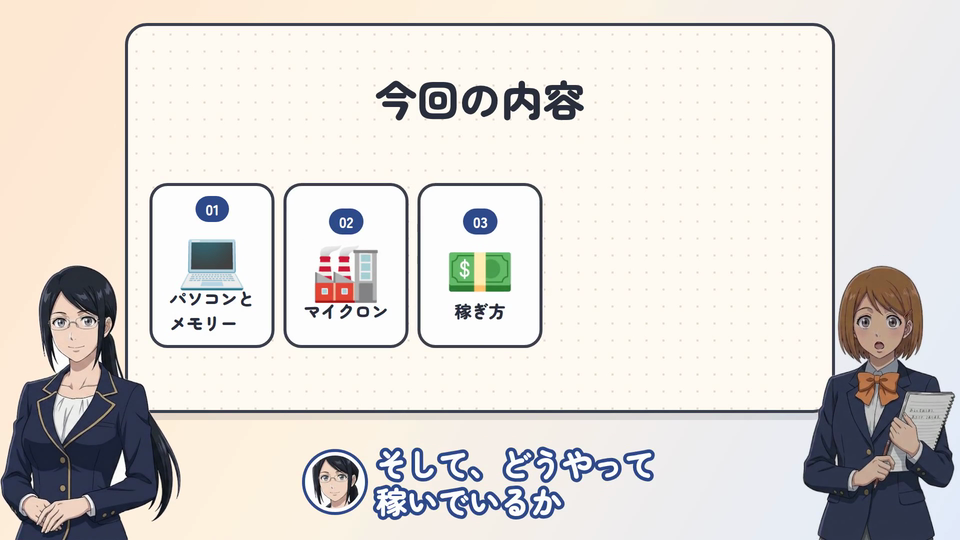 今回の内容
01
パソコンと
メモリー
02
マイクロン
03
稼ぎ方
$
そして、どうやって
稼いでいるか